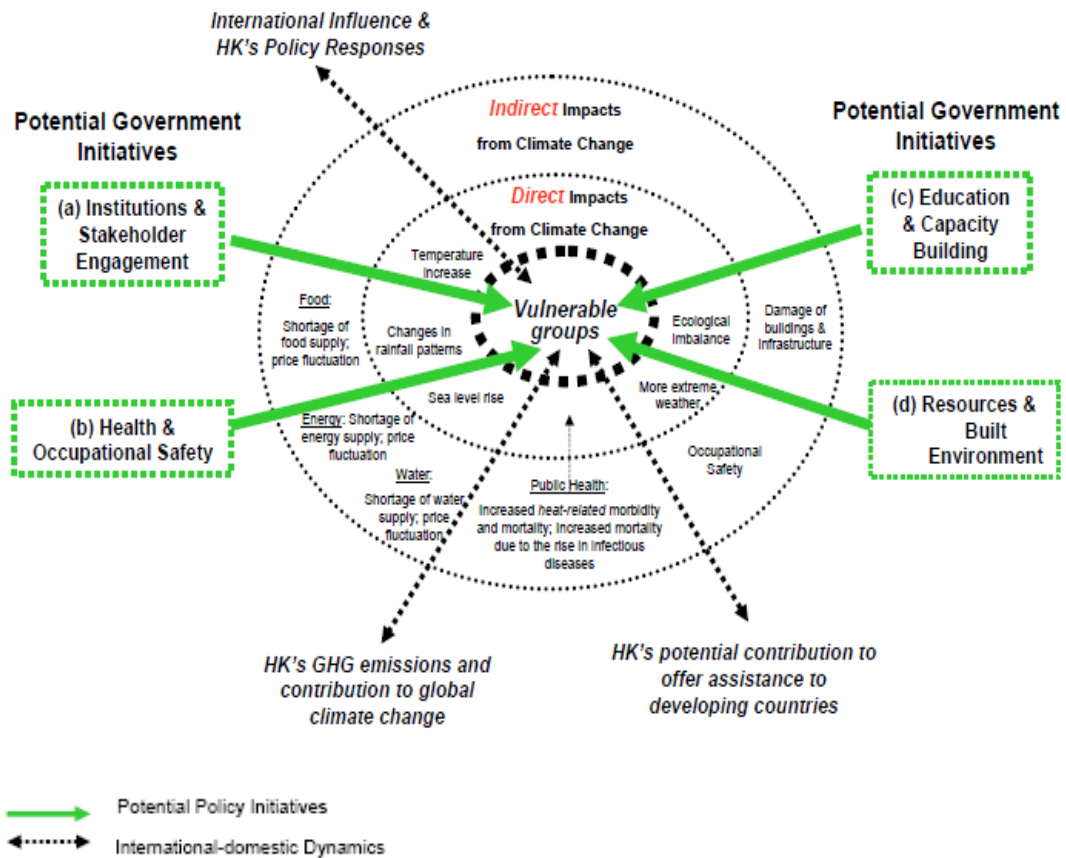 International Influence &
HK's Policy Responses
Potential Government
Initiatives
(a) Institutions &
Stakeholder
Engagement
(b) Health &
Occupational Safety
Indirect Impacts
from Climate Change
Direct Impacts
from Climate Change
Temperature
Increase
Changes in
rainfall patterns
Sea level rise
Vulnerable
groups
Ecological
Imbalance
More extreme
weather
Food:
Shortage of
food supply;
price fluctuation
Energy: Shortage of
energy supply; price
fluctuation
Water:
Shortage of water
supply; price
fluctuation
Public Health:
Increased heat-related morbidity
and mortality; Increased mortality
due to the rise in infectious
diseases
Occupational
Safety
Damage of
buildings &
Infrastructure
Potential Government
Initiatives
(c) Education
& Capacity
Building
(d) Resources &
Built
Environment
HK's GHG emissions and
contribution to global
climate change
HK's potential contribution to
offer assistance to
developing countries
Potential Policy Initiatives
International-domestic Dynamics